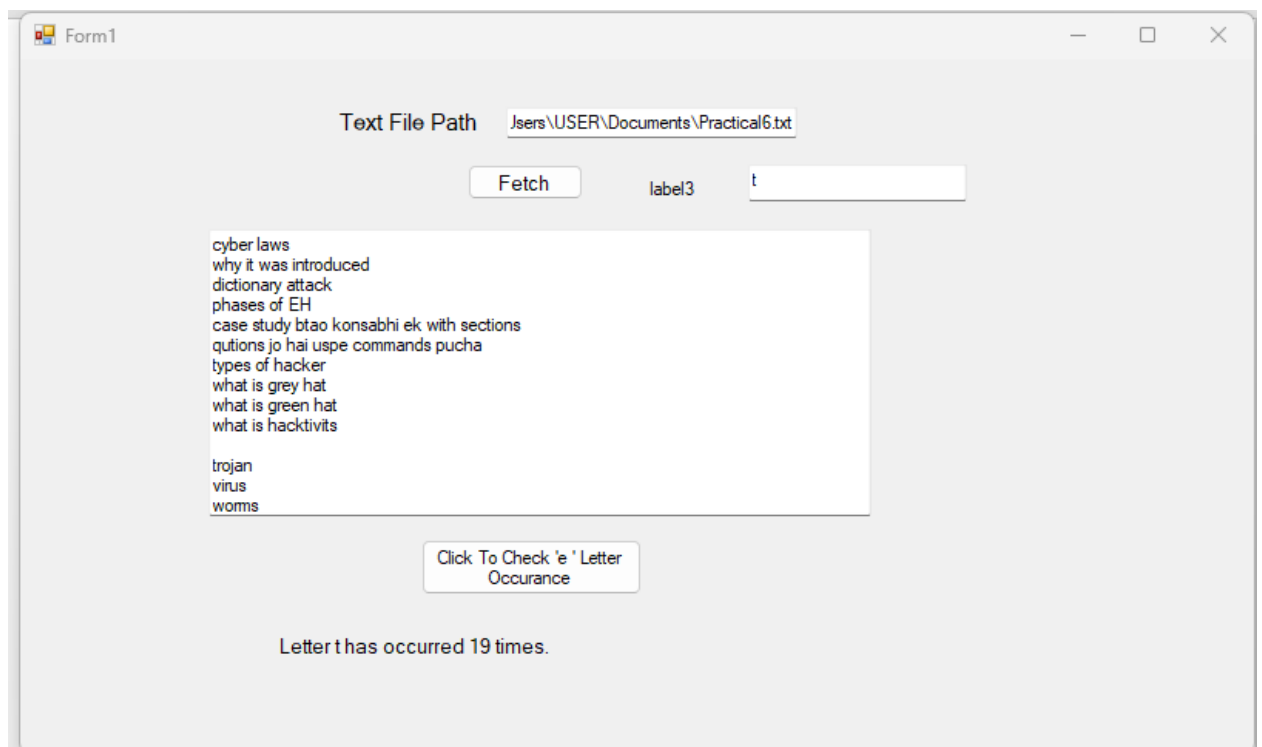 Form1
Text File Path Jsers\USER\Documents\Practical6.txt
Fetch label3 t
cyber laws
why it was introduced
dictionary attack
phases of EH
case study btao konsabhi ek with sections
qutions jo hai uspe commands pucha
types of hacker
what is grey hat
what is green hat
what is hacktivits
trojan
virus
worms
Click To Check 'e ' Letter
Occurance
Letter t has occurred 19 times.